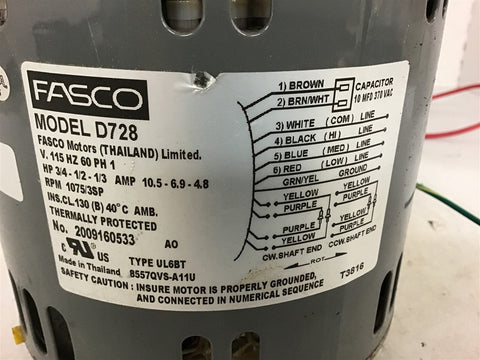 FASCO
MODEL D728
FASCO Motors (THAILAND) Limited.
V. 115 HZ 60 PH 1
HP 3/4 - 1/2 - 1/3 AMP 10.5 - 6.9 - 4.8
RPM 1075/3SP
INS.CL.130 (B) 40°C AMB.
THERMALLY PROTECTED
No. 2009160533 AO
c RU US TYPE UL6BT
Made in Thailand 8557QVS-A11U
SAFETY CAUTION : INSURE MOTOR IS PROPERLY GROUNDED,
AND CONNECTED IN NUMERICAL SEQUENCE
1) BROWN
2) BRN/WHT
CAPACITOR
10 MFD 370 VAC
3) WHITE (COM) LINE
4) BLACK (HI) LINE
5) BLUE (MED) LINE
6) RED (LOW) LINE
GRN/YEL GROUND
YELLOW YELLOW
PURPLE PURPLE
PURPLE PURPLE
YELLOW YELLOW
CW.SHAFT END CCW.SHAFT END
ROT
T3816